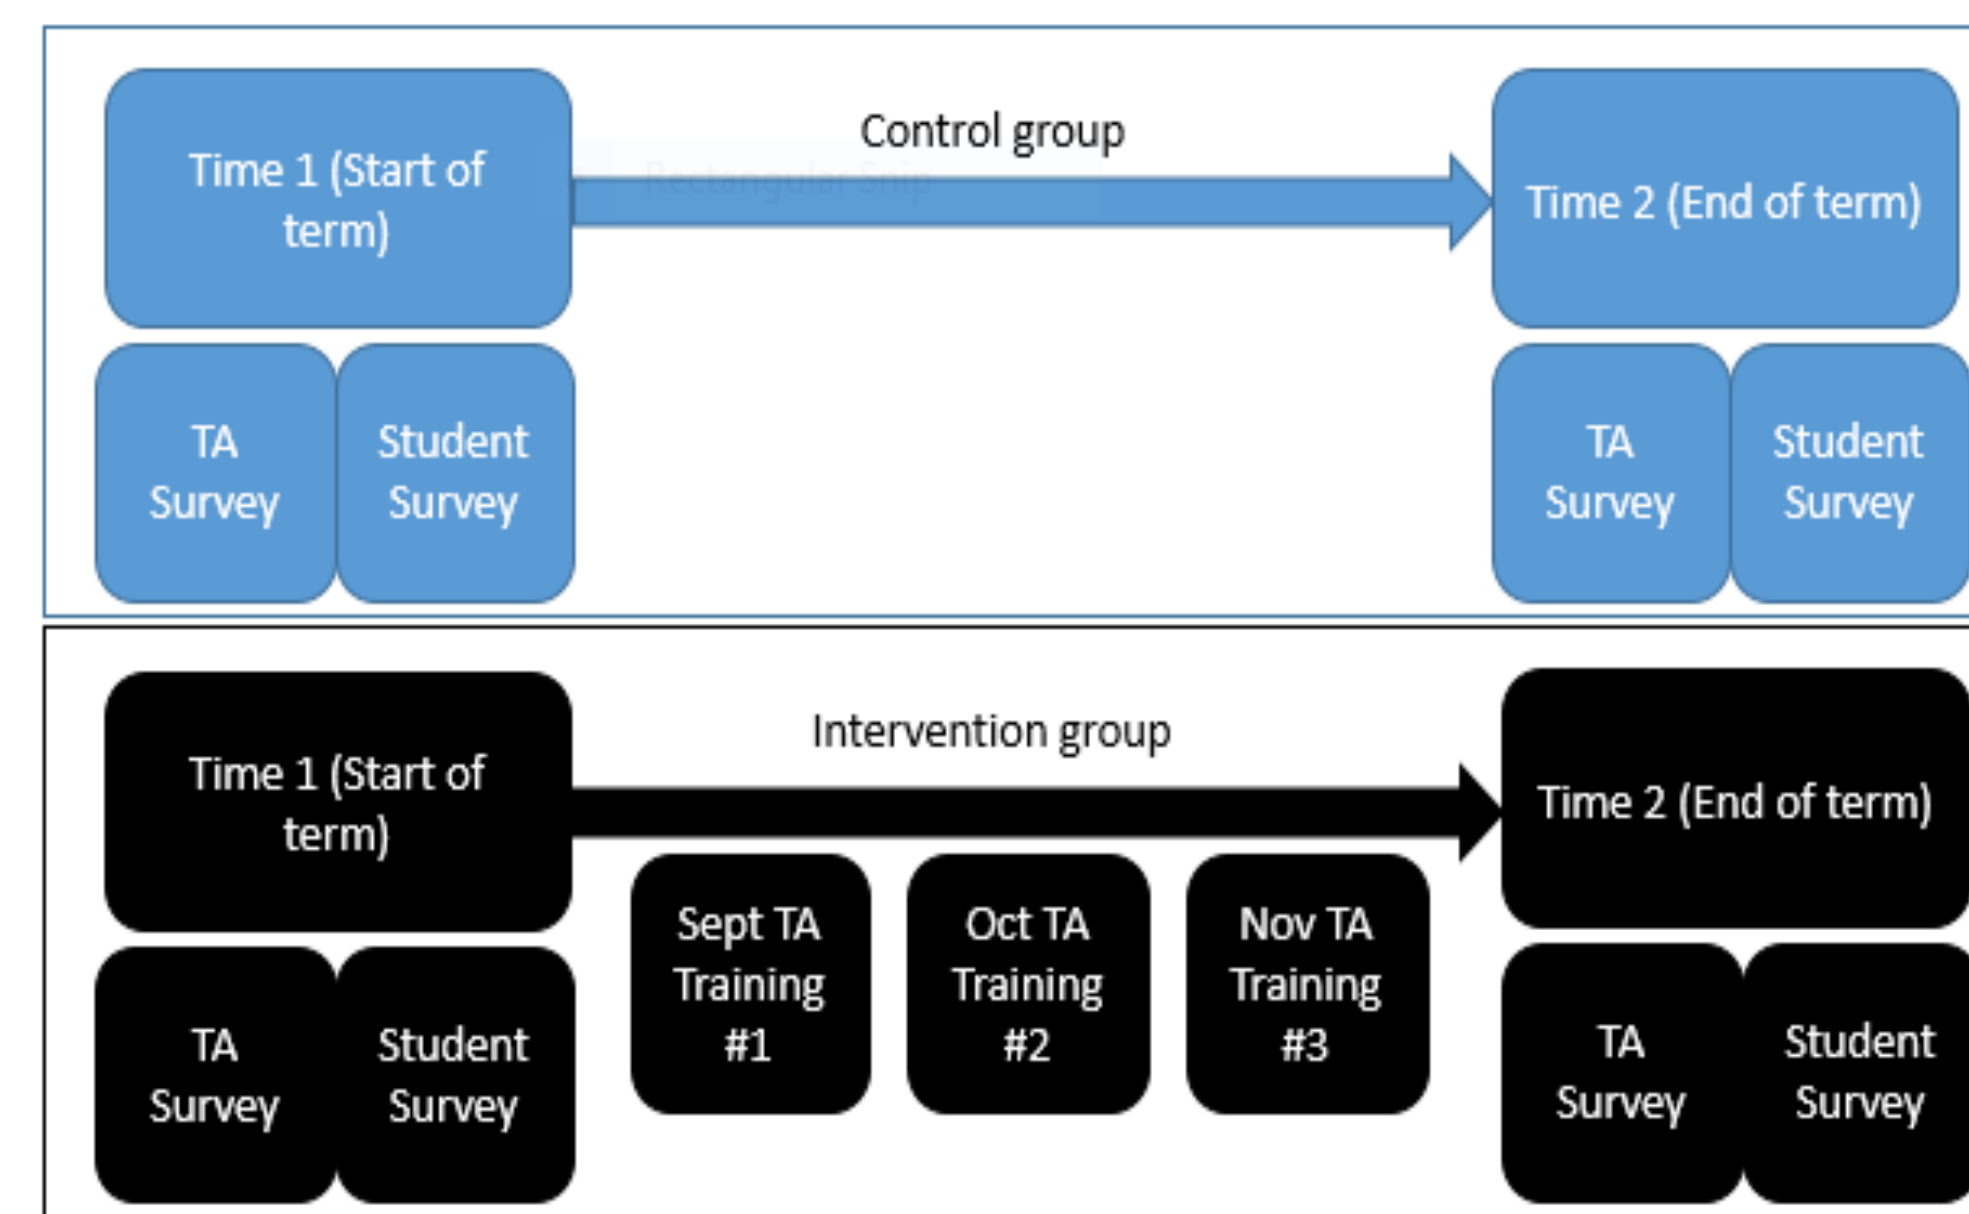 Control group
Time 1 (Start of
term)
Rectangular Snip
Time 2 (End of term)
TA
Survey
Student
Survey
TA
Survey
Student
Survey
Intervention group
Time 1 (Start of
term)
Time 2 (End of term)
Sept TA
Training
#1
Oct TA
Training
#2
Nov TA
Training
#3
TA
Survey
Student
Survey
TA
Survey
Student
Survey